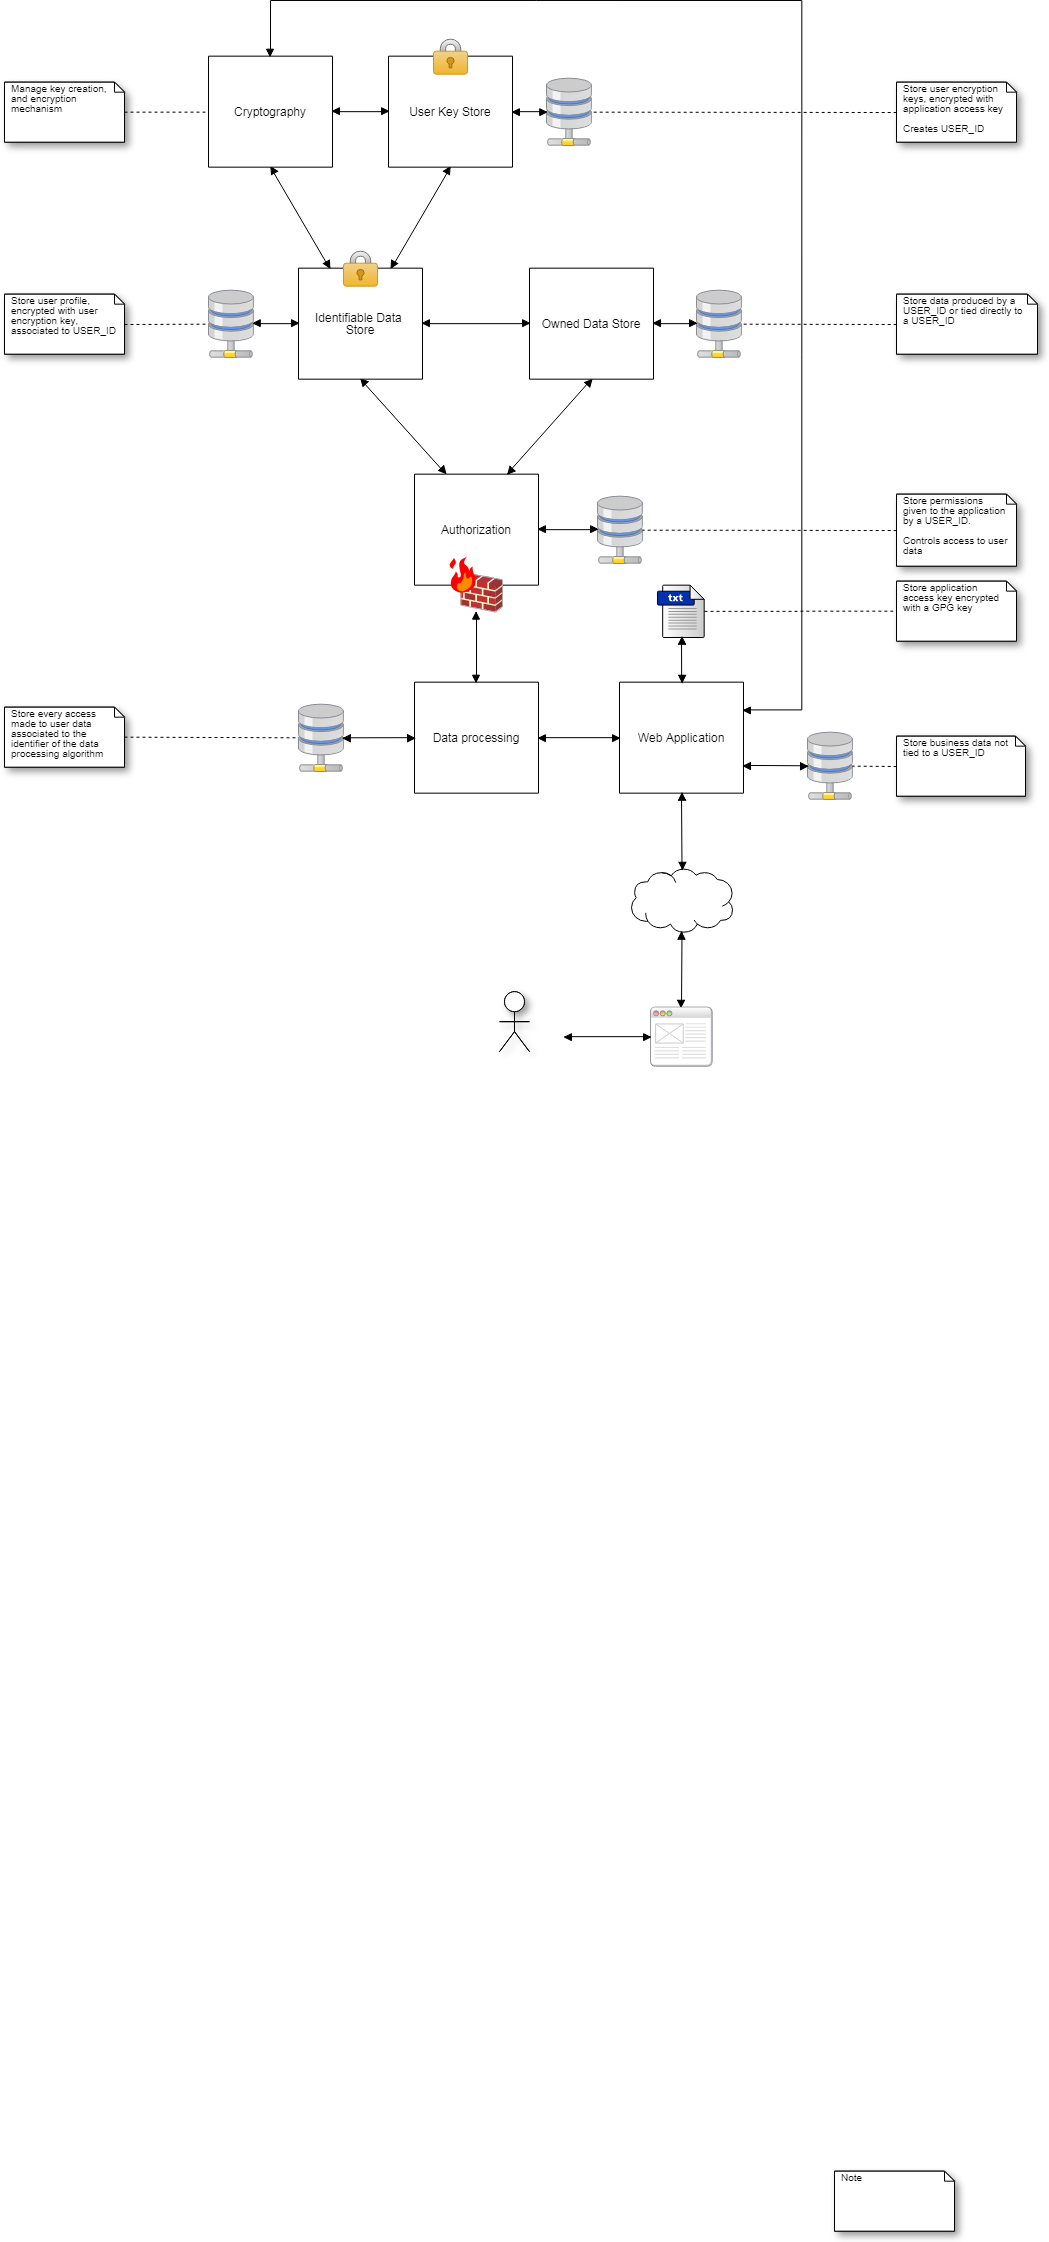 Manage key creation,
and encryption
mechanism
Cryptography
User Key Store
Store user encryption
keys, encrypted with
application access key
Creates USER_ID
Store user profile,
encrypted with user
encryption key,
associated to USER_ID
Identifiable Data
Store
Owned Data Store
Store data produced by a
USER_ID or tied directly to
a USER_ID
Authorization
Store permissions
given to the application
by a USER_ID.
Controls access to user
data
txt
Store application
access key encrypted
with a GPG key
Store every access
made to user data
associated to the
identifier of the data
processing algorithm
Data processing
Web Application
Store business data not
tied to a USER_ID
Note